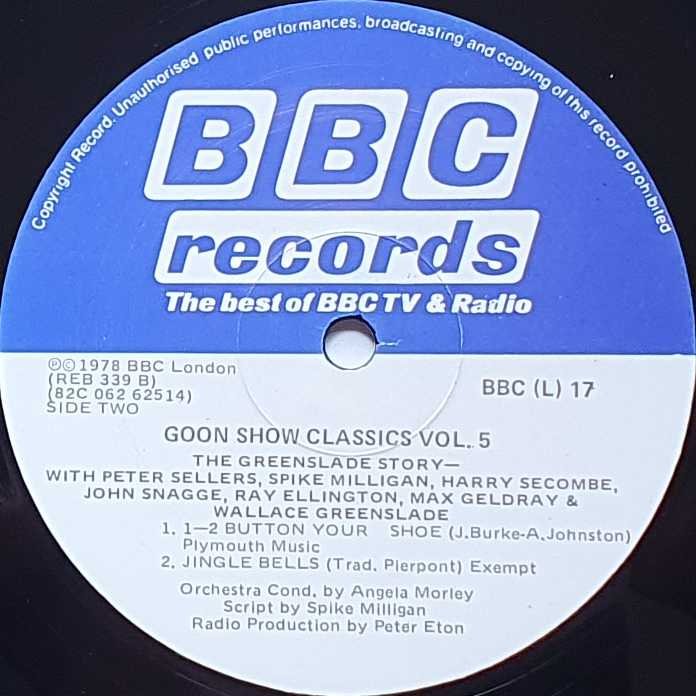 Copyright Record. Unauthorised public performances, broadcasting and copying of this record prohibited
BBC
records
The best of BBC TV & Radio
Ⓟ©1978 BBC London
(REB 339 B)
(82C 062 62514)
SIDE TWO
BBC (L) 17
GOON SHOW CLASSICS VOL. 5
THE GREENSLADE STORY—
WITH PETER SELLERS, SPIKE MILLIGAN, HARRY SECOMBE,
JOHN SNAGGE, RAY ELLINGTON, MAX GELDRAY &
WALLACE GREENSLADE
1. 1—2 BUTTON YOUR SHOE (J.Burke-A.Johnston)
Plymouth Music
2. JINGLE BELLS (Trad. Pierpont) Exempt
Orchestra Cond. by Angela Morley
Script by Spike Milligan
Radio Production by Peter Eton